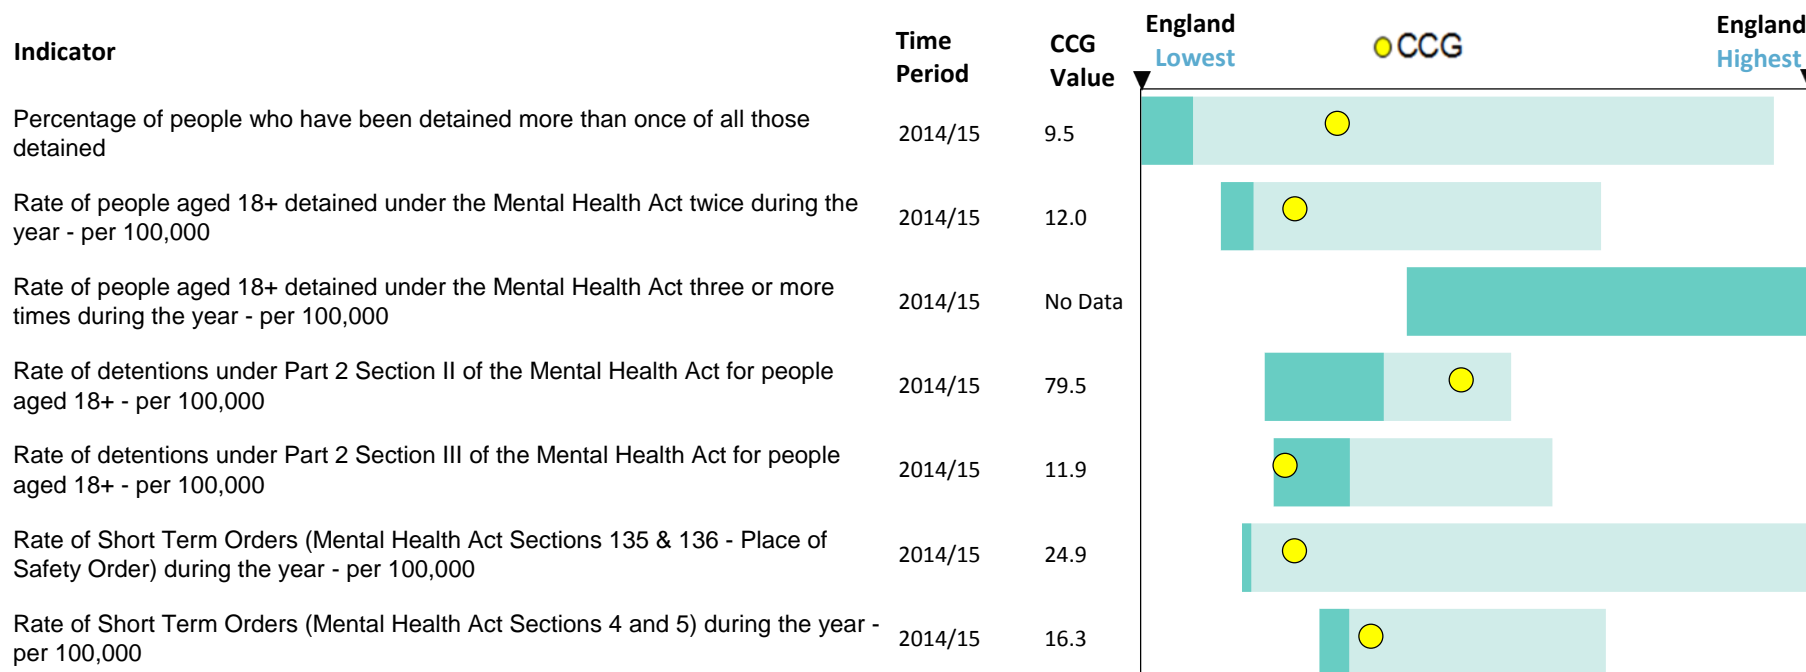 Indicator
Time Period
CCG Value
England Lowest
CCG
England Highest
Percentage of people who have been detained more than once of all those
detained
2014/15
9.5
Rate of people aged 18+ detained under the Mental Health Act twice during the
year - per 100,000
2014/15
12.0
Rate of people aged 18+ detained under the Mental Health Act three or more
times during the year - per 100,000
2014/15
No Data
Rate of detentions under Part 2 Section II of the Mental Health Act for people
aged 18+ - per 100,000
2014/15
79.5
Rate of detentions under Part 2 Section III of the Mental Health Act for people
aged 18+ - per 100,000
2014/15
11.9
Rate of Short Term Orders (Mental Health Act Sections 135 & 136 - Place of
Safety Order) during the year - per 100,000
2014/15
24.9
Rate of Short Term Orders (Mental Health Act Sections 4 and 5) during the year -
per 100,000
2014/15
16.3